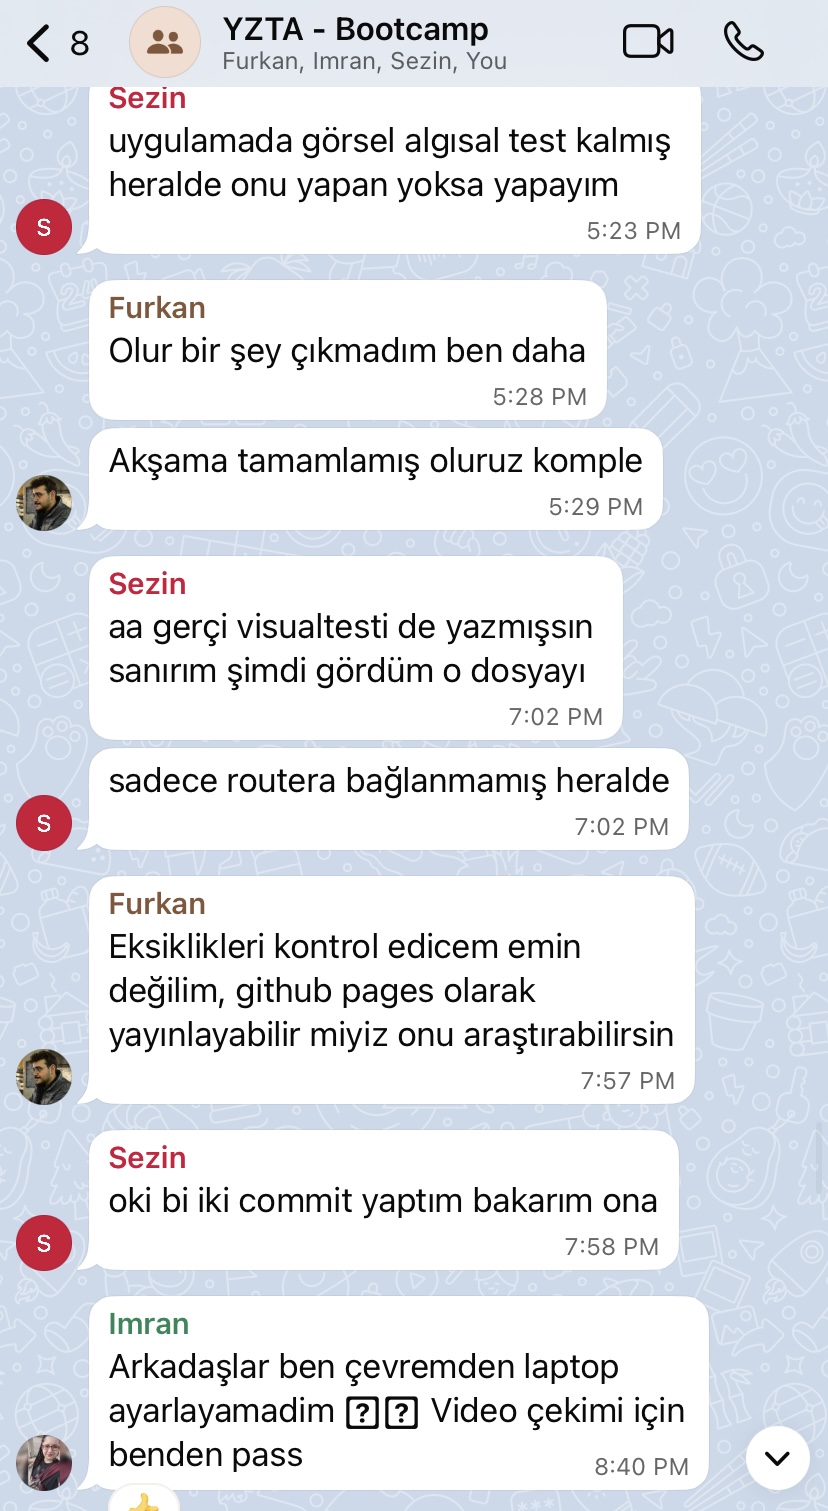 8
YZTA - Bootcamp
Furkan, Imran, Sezin, You
Sezin
uygulamada görsel algısal test kalmış
heralde onu yapan yoksa yapayım
5:23 PM
S
Furkan
Olur bir şey çıkmadım ben daha
5:28 PM
Akşama tamamlamış oluruz komple
5:29 PM
Sezin
aa gerçi visualtesti de yazmışsın
sanırım şimdi gördüm o dosyayı
7:02 PM
sadece routera bağlanmamış heralde
7:02 PM
S
Furkan
Eksiklikleri kontrol edicem emin
değilim, github pages olarak
yayınlayabilir miyiz onu araştırabilirsin
7:57 PM
Sezin
oki bi iki commit yaptım bakarım ona
7:58 PM
S
Imran
Arkadaşlar ben çevremden laptop
ayarlayamadim ⍰⍰ Video çekimi için
benden pass
8:40 PM